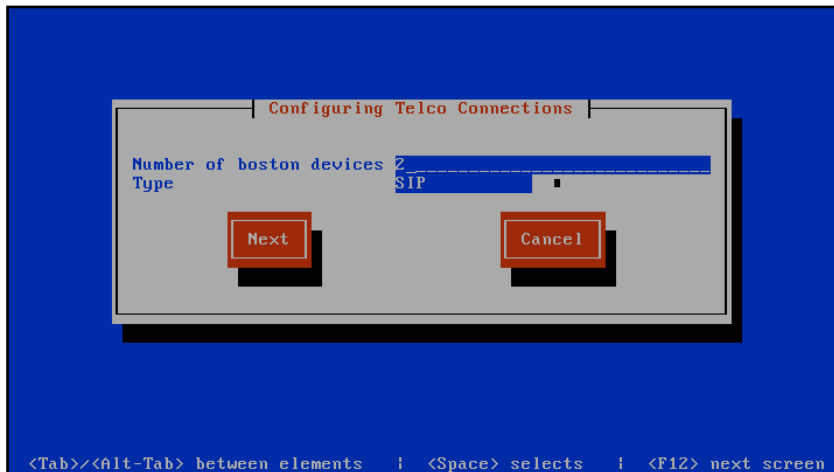 Configuring Telco Connections
Number of boston devices 2_____________________________
Type SIP
Next Cancel
<Tab>/<Alt-Tab> between elements | <Space> selects | <F12> next screen